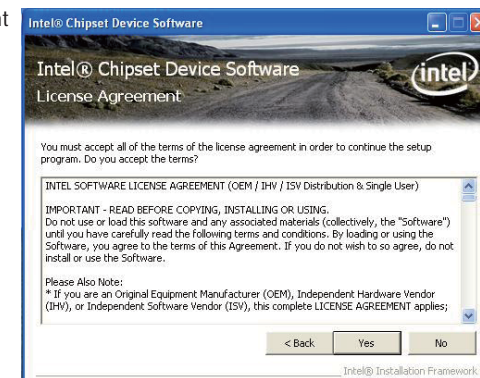 nt
Intel® Chipset Device Software
Intel® Chipset Device Software
intel
License Agreement
You must accept all of the terms of the license agreement in order to continue the setup
program. Do you accept the terms?
INTEL SOFTWARE LICENSE AGREEMENT (OEM / IHV / ISV Distribution & Single User)
IMPORTANT - READ BEFORE COPYING, INSTALLING OR USING.
Do not use or load this software and any associated materials (collectively, the "Software")
until you have carefully read the following terms and conditions. By loading or using the
Software, you agree to the terms of this Agreement. If you do not wish to so agree, do not
install or use the Software.
Please Also Note:
* If you are an Original Equipment Manufacturer (OEM), Independent Hardware Vendor
(IHV), or Independent Software Vendor (ISV), this complete LICENSE AGREEMENT applies;
< Back Yes No
Intel® Installation Framework